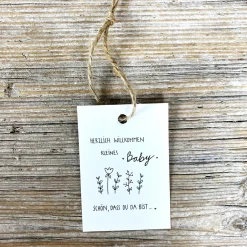 HERZLICH WILLKOMMEN
KLEINES
• Baby •
SCHÖN, DASS DU DA BIST...